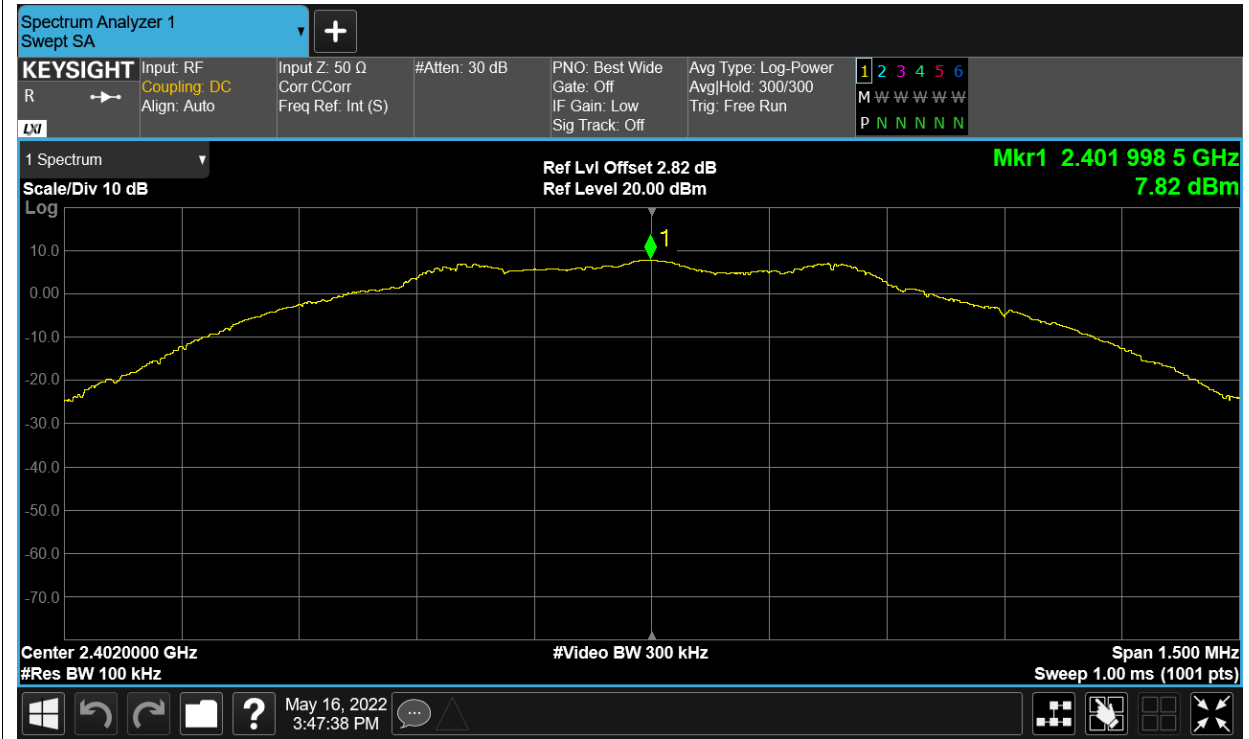 Spectrum Analyzer 1
Swept SA
▼
+
KEYSIGHT
R
LXI
Input: RF
Coupling: DC
Align: Auto
Input Z: 50 Ω
Corr CCorr
Freq Ref: Int (S)
#Atten: 30 dB
PNO: Best Wide
Gate: Off
IF Gain: Low
Sig Track: Off
Avg Type: Log-Power
Avg|Hold: 300/300
Trig: Free Run
1 2 3 4 5 6
M W W W W W
P N N N N N
1 Spectrum ▼
Scale/Div 10 dB
Ref Lvl Offset 2.82 dB
Ref Level 20.00 dBm
Mkr1 2.401 998 5 GHz
7.82 dBm
Log
1
10.0
0.00
-10.0
-20.0
-30.0
-40.0
-50.0
-60.0
-70.0
Center 2.4020000 GHz
#Video BW 300 kHz
Span 1.500 MHz
#Res BW 100 kHz
Sweep 1.00 ms (1001 pts)
?
May 16, 2022
3:47:38 PM